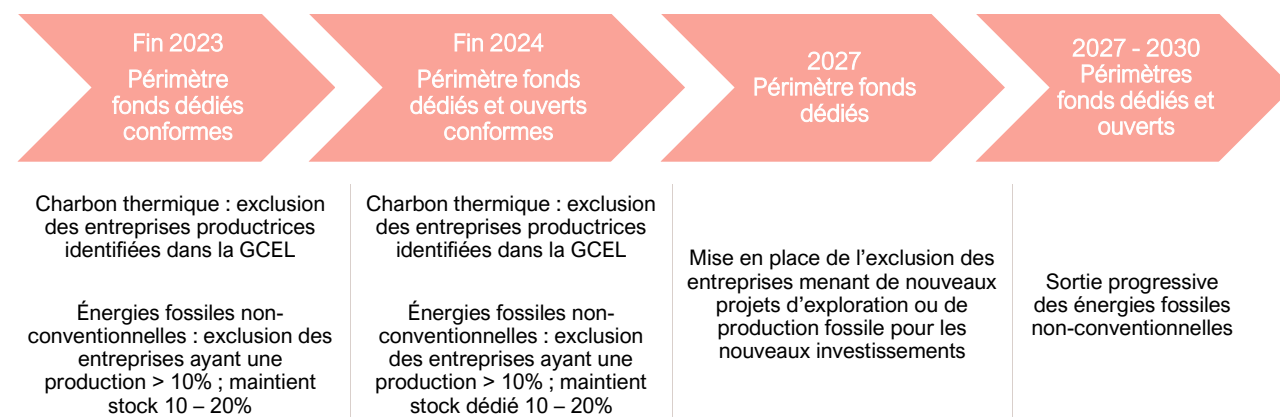 Fin 2023
Périmètre
fonds dédiés
conformes
Fin 2024
Périmètre fonds
dédiés et ouverts
conformes
2027
Périmètre fonds
dédiés
2027 - 2030
Périmètres
fonds dédiés et
ouverts
Charbon thermique : exclusion
des entreprises productrices
identifiées dans la GCEL
Énergies fossiles non-
conventionnelles : exclusion des
entreprises ayant une
production > 10% ; maintient
stock 10 – 20%
Charbon thermique : exclusion
des entreprises productrices
identifiées dans la GCEL
Énergies fossiles non-
conventionnelles : exclusion
des entreprises ayant une
production > 10% ; maintient
stock dédié 10 – 20%
Mise en place de l’exclusion des
entreprises menant de nouveaux
projets d’exploration ou de
production fossile pour les
nouveaux investissements
Sortie progressive
des énergies fossiles
non-conventionnelles